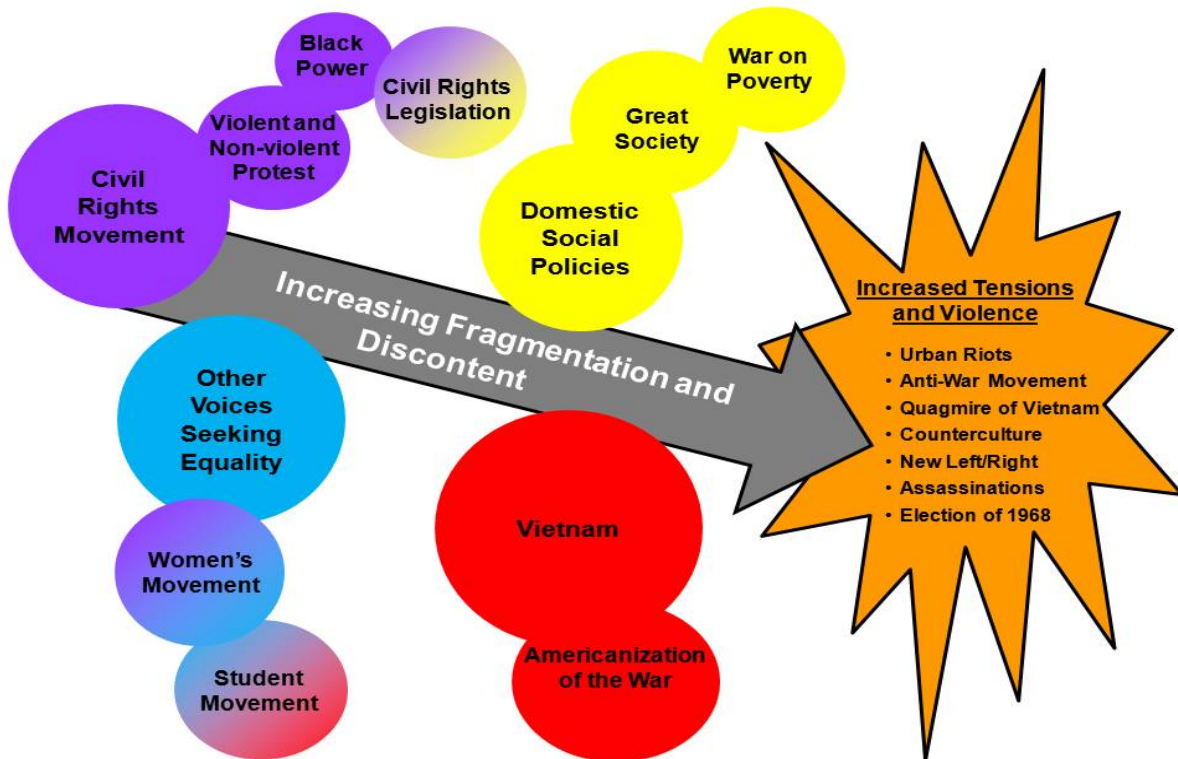 Black
Power
Civil Rights
Legislation
Violent and
Non-violent
Protest
Civil
Rights
Movement
War on
Poverty
Great
Society
Domestic
Social
Policies
Increasing Fragmentation and
Discontent
Other
Voices
Seeking
Equality
Women’s
Movement
Student
Movement
Vietnam
Americanization
of the War
Increased Tensions
and Violence
• Urban Riots
• Anti-War Movement
• Quagmire of Vietnam
• Counterculture
• New Left/Right
• Assassinations
• Election of 1968